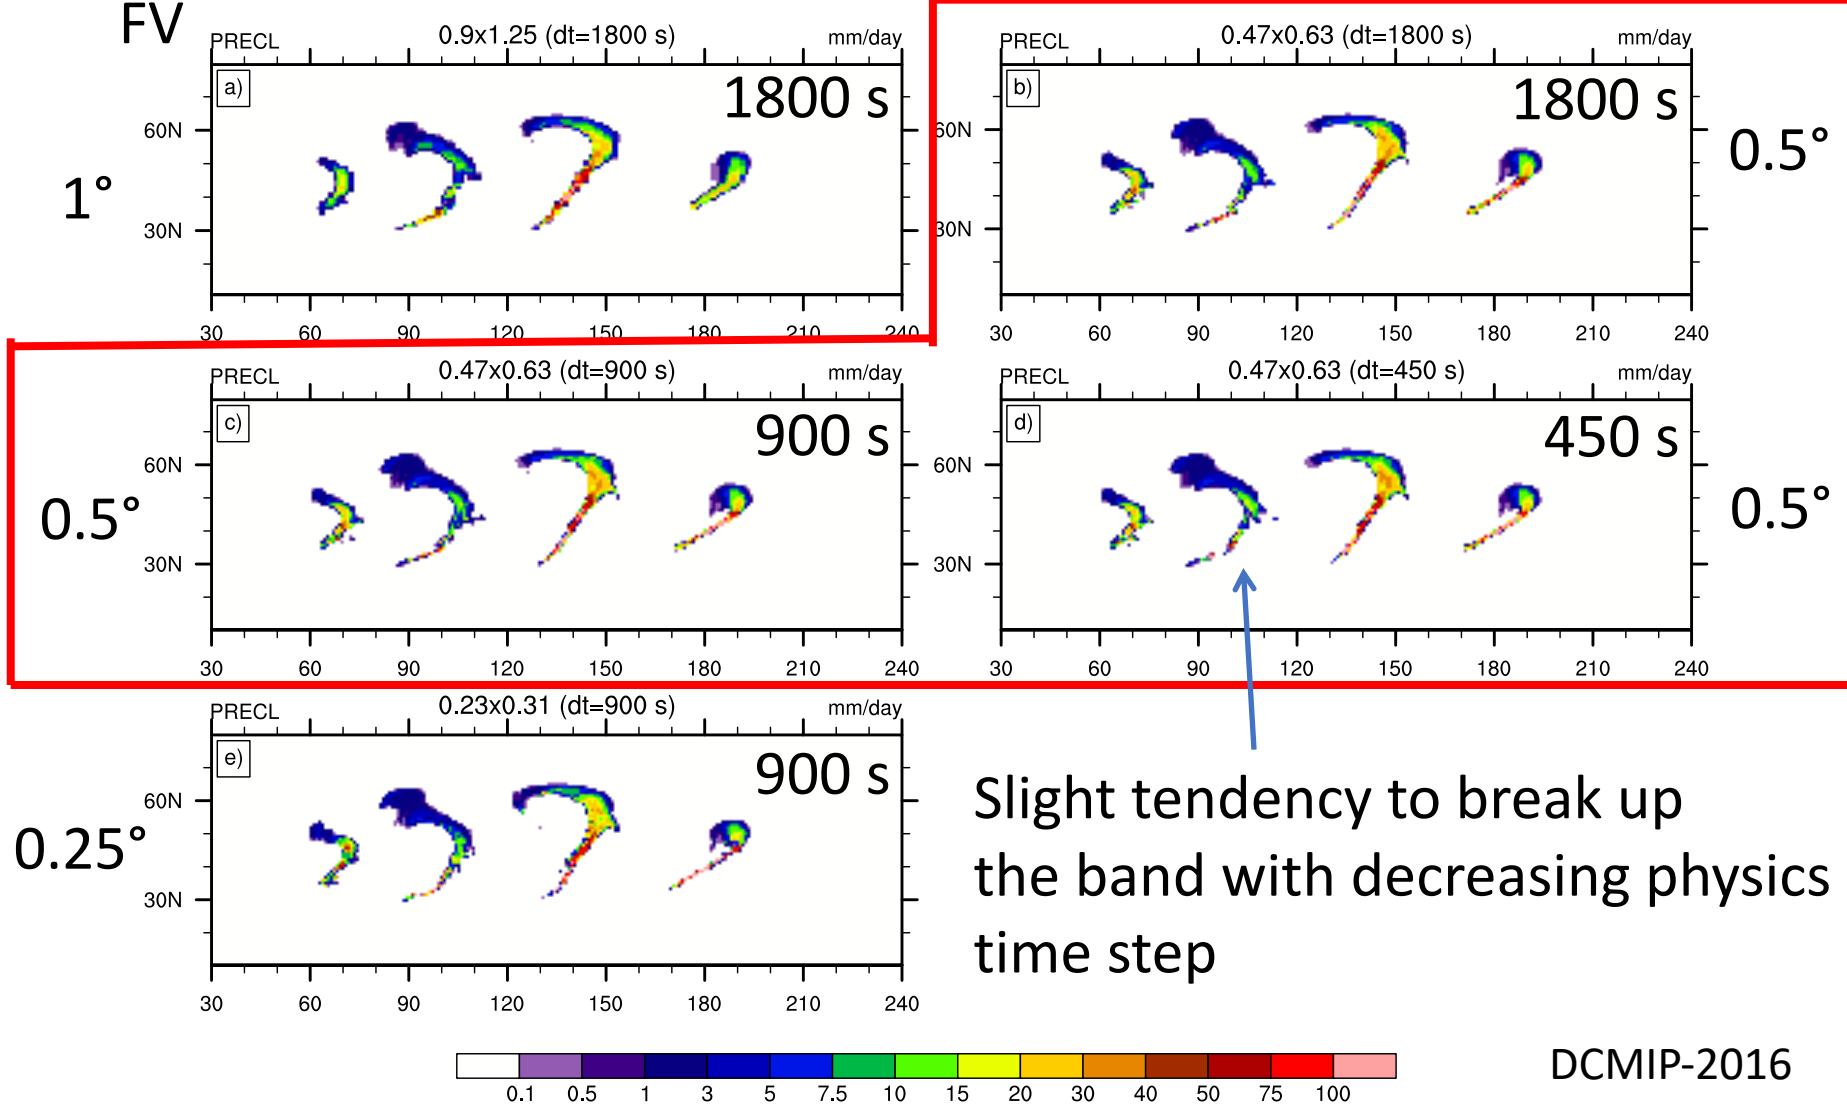 FV
PRECL 0.9x1.25 (dt=1800 s) mm/day
a) 1800 s
60N
30N
30 60 90 120 150 180 210 240
1°
PRECL 0.47x0.63 (dt=1800 s) mm/day
b) 1800 s
60N
30N
30 60 90 120 150 180 210 240
0.5°
PRECL 0.47x0.63 (dt=900 s) mm/day
c) 900 s
60N
30N
30 60 90 120 150 180 210 240
0.5°
PRECL 0.47x0.63 (dt=450 s) mm/day
d) 450 s
60N
30N
30 60 90 120 150 180 210 240
0.5°
PRECL 0.23x0.31 (dt=900 s) mm/day
e) 900 s
60N
30N
30 60 90 120 150 180 210 240
0.25°
Slight tendency to break up
the band with decreasing physics
time step
0.1 0.5 1 3 5 7.5 10 15 20 30 40 50 75 100
DCMIP-2016